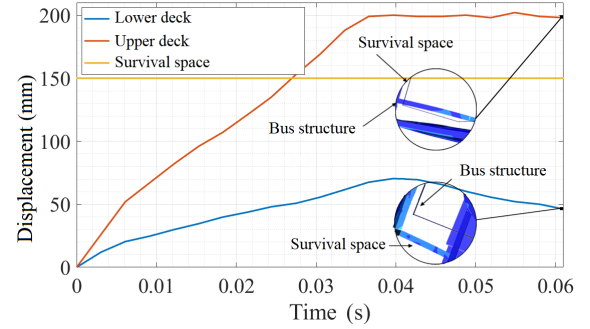 200
150
100
50
0
Displacement (mm)
Lower deck
Upper deck
Survival space
Survival space
Bus structure
Bus structure
Survival space
0 0.01 0.02 0.03 0.04 0.05 0.06
Time (s)